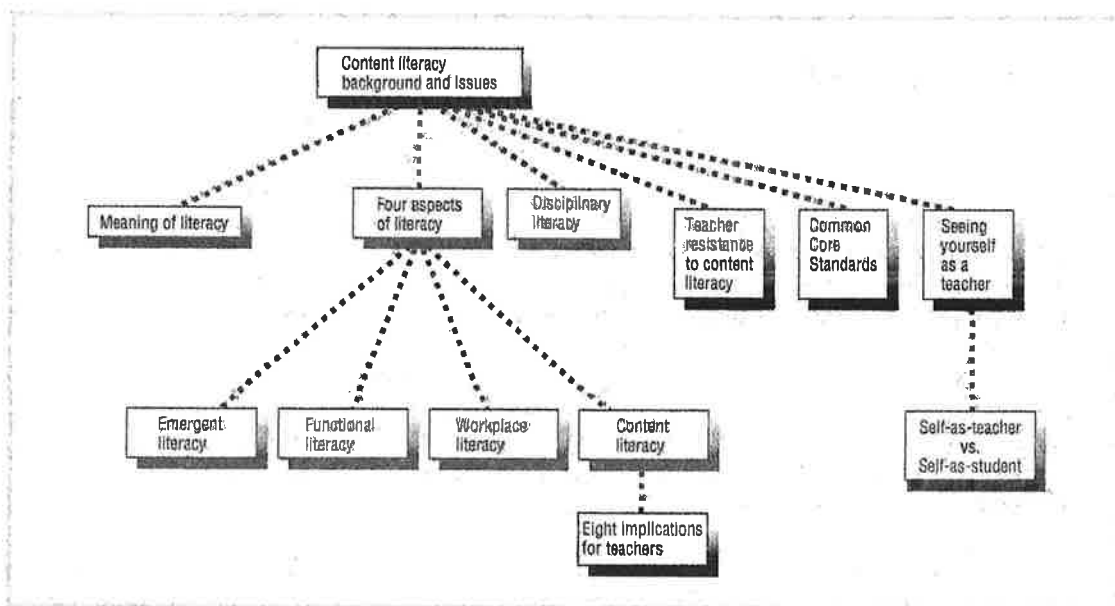 Content literacy
background and issues
Meaning of literacy
Four aspects
of literacy
Disciplinary
literacy
Teacher
resistance
to content
literacy
Common
Core
Standards
Seeing
yourself
as a
teacher
Emergent
literacy
Functional
literacy
Workplace
literacy
Content
literacy
Self-as-teacher
vs.
Self-as-student
Eight implications
for teachers